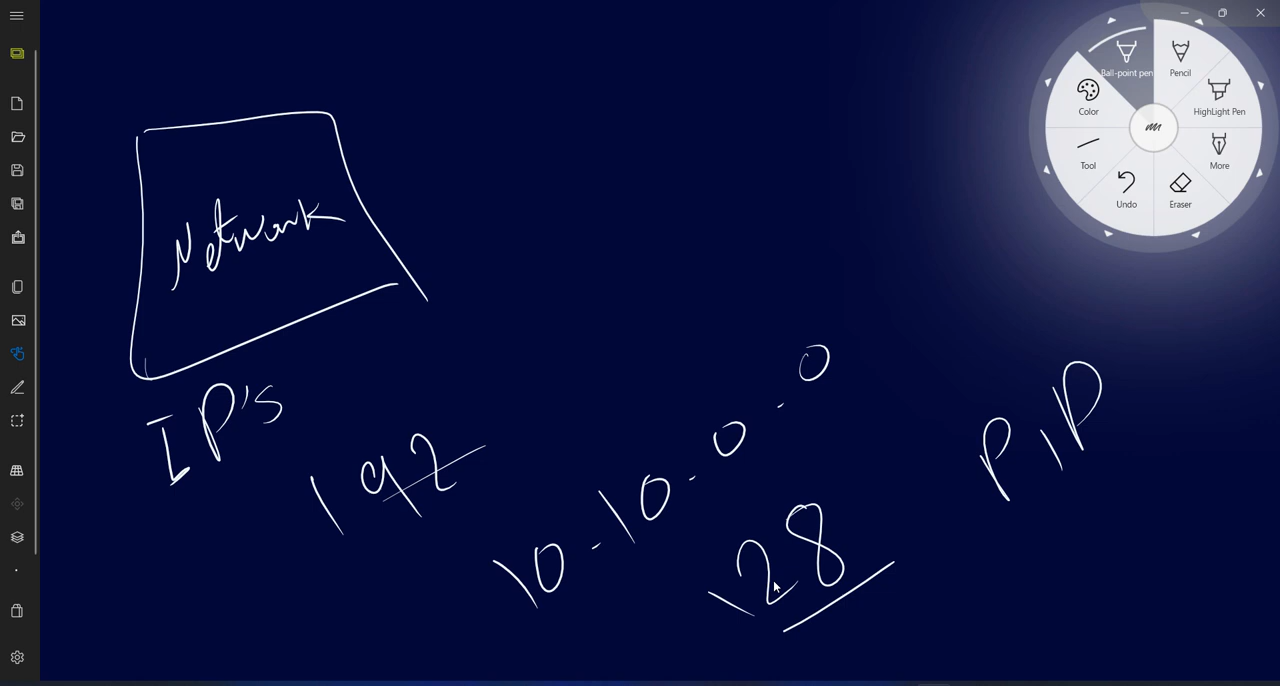 Ball-point pen
Pencil
Color
HighLight Pen
Tool
More
Undo
Eraser
Network
IP's
192
10.10.0.0
128
PIP